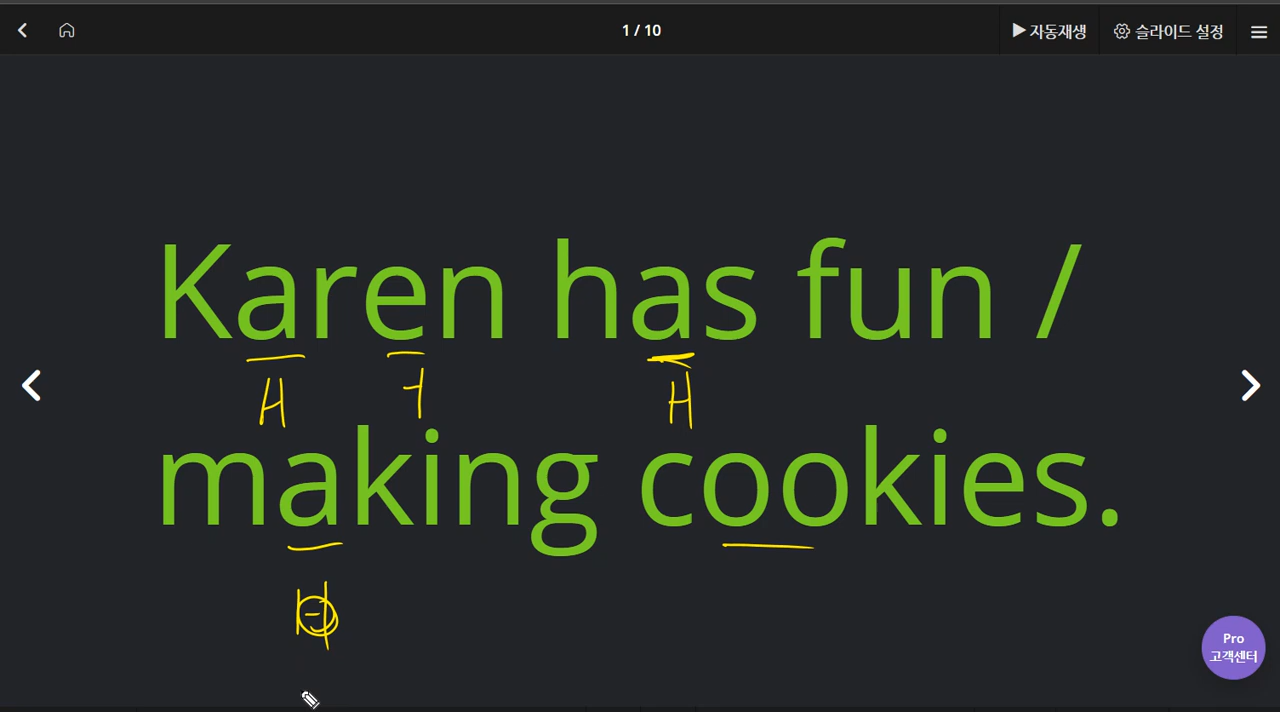 1 / 10
자동재생
슬라이드 설정
Karen has fun /
ㅐ ㅓ ㅐ
making cookies.
Pro
고객센터